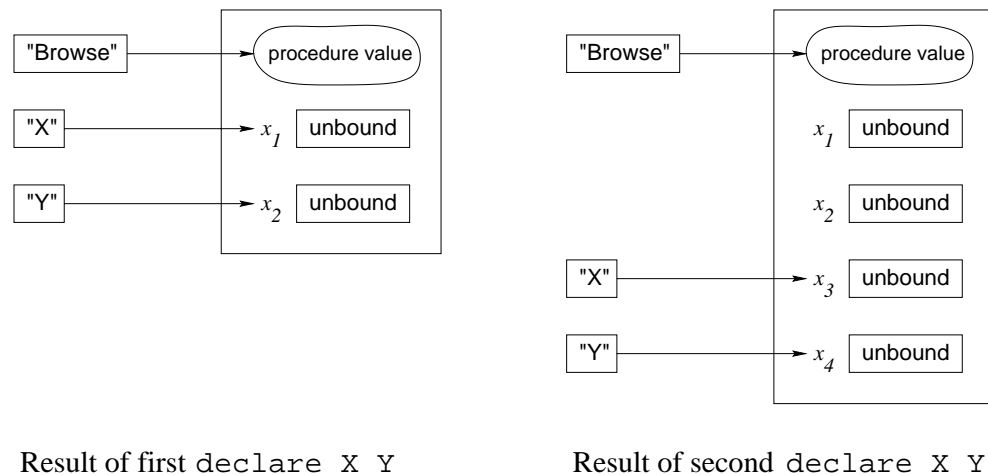 "Browse" procedure value
"X" x1 unbound
"Y" x2 unbound
Result of first declare X Y
"Browse" procedure value
x1 unbound
x2 unbound
"X" x3 unbound
"Y" x4 unbound
Result of second declare X Y